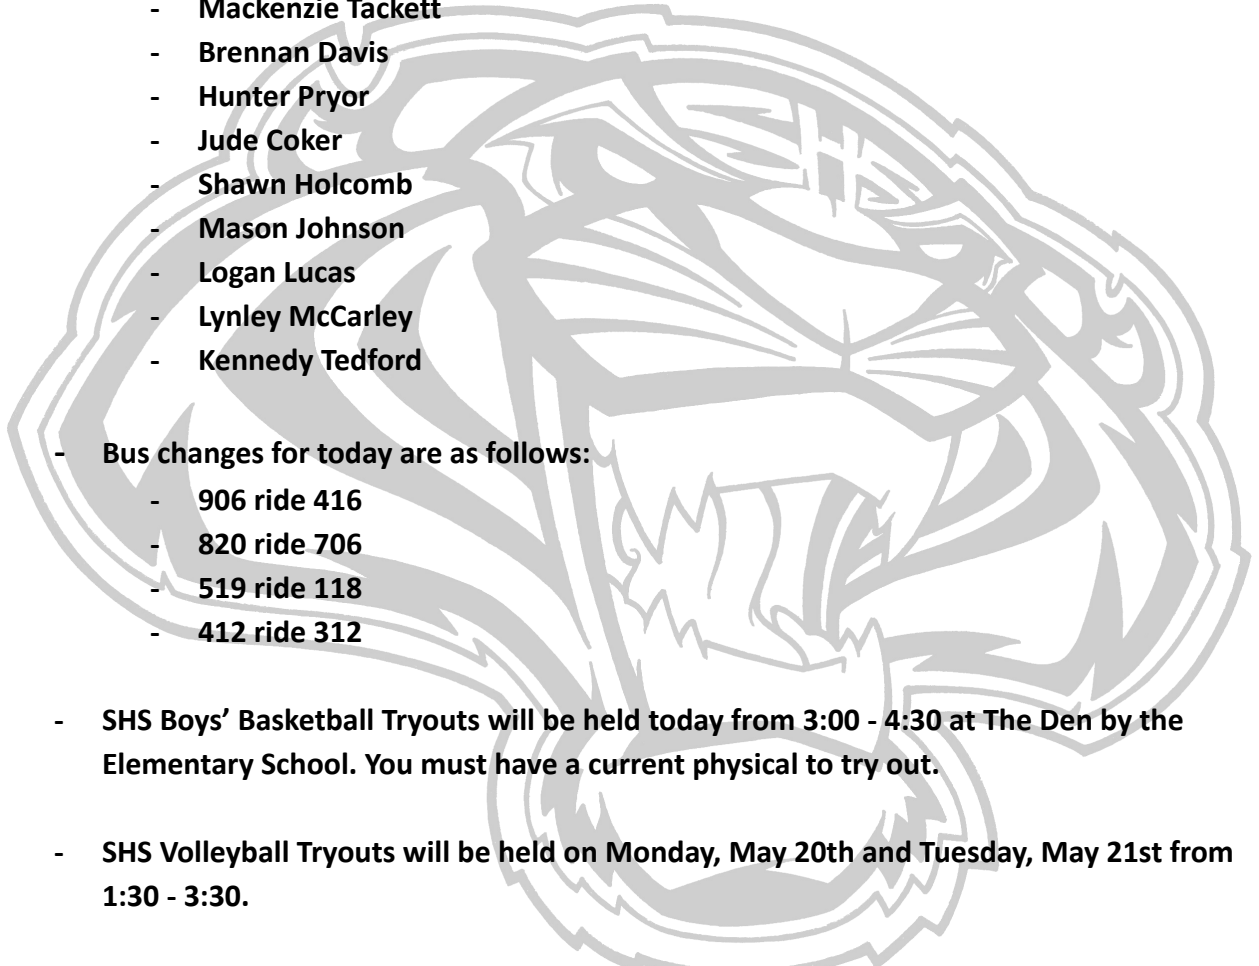 - Mackenzie Tackett
- Brennan Davis
- Hunter Pryor
- Jude Coker
- Shawn Holcomb
- Mason Johnson
- Logan Lucas
- Lynley McCarley
- Kennedy Tedford
- Bus changes for today are as follows:
- 906 ride 416
- 820 ride 706
- 519 ride 118
- 412 ride 312
- SHS Boys’ Basketball Tryouts will be held today from 3:00 - 4:30 at The Den by the
Elementary School. You must have a current physical to try out.
- SHS Volleyball Tryouts will be held on Monday, May 20th and Tuesday, May 21st from
1:30 - 3:30.
SHS